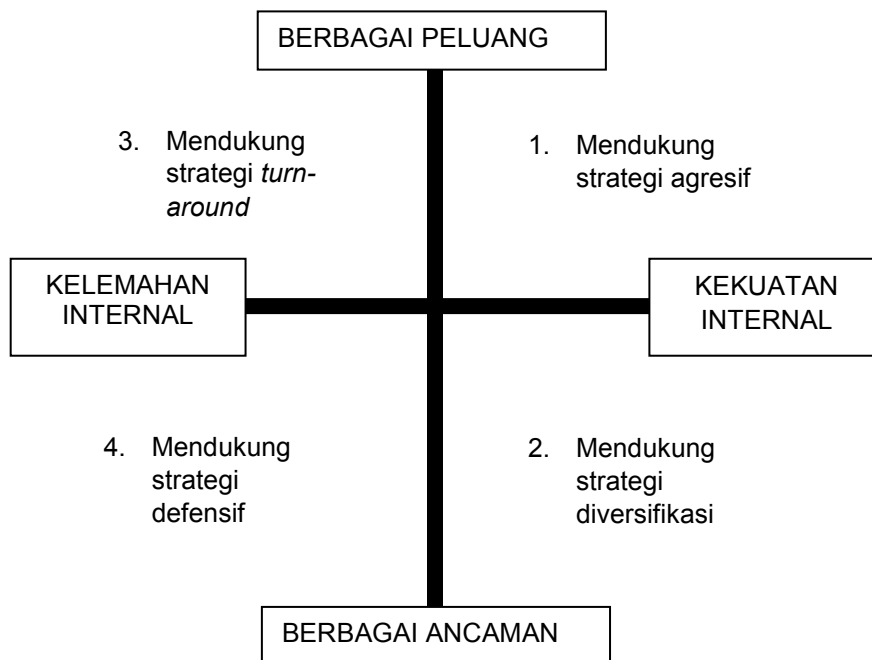 BERBAGAI PELUANG
3. Mendukung
strategi turn-
around
1. Mendukung
strategi agresif
KELEMAHAN
INTERNAL
KEKUATAN
INTERNAL
4. Mendukung
strategi
defensif
2. Mendukung
strategi
diversifikasi
BERBAGAI ANCAMAN